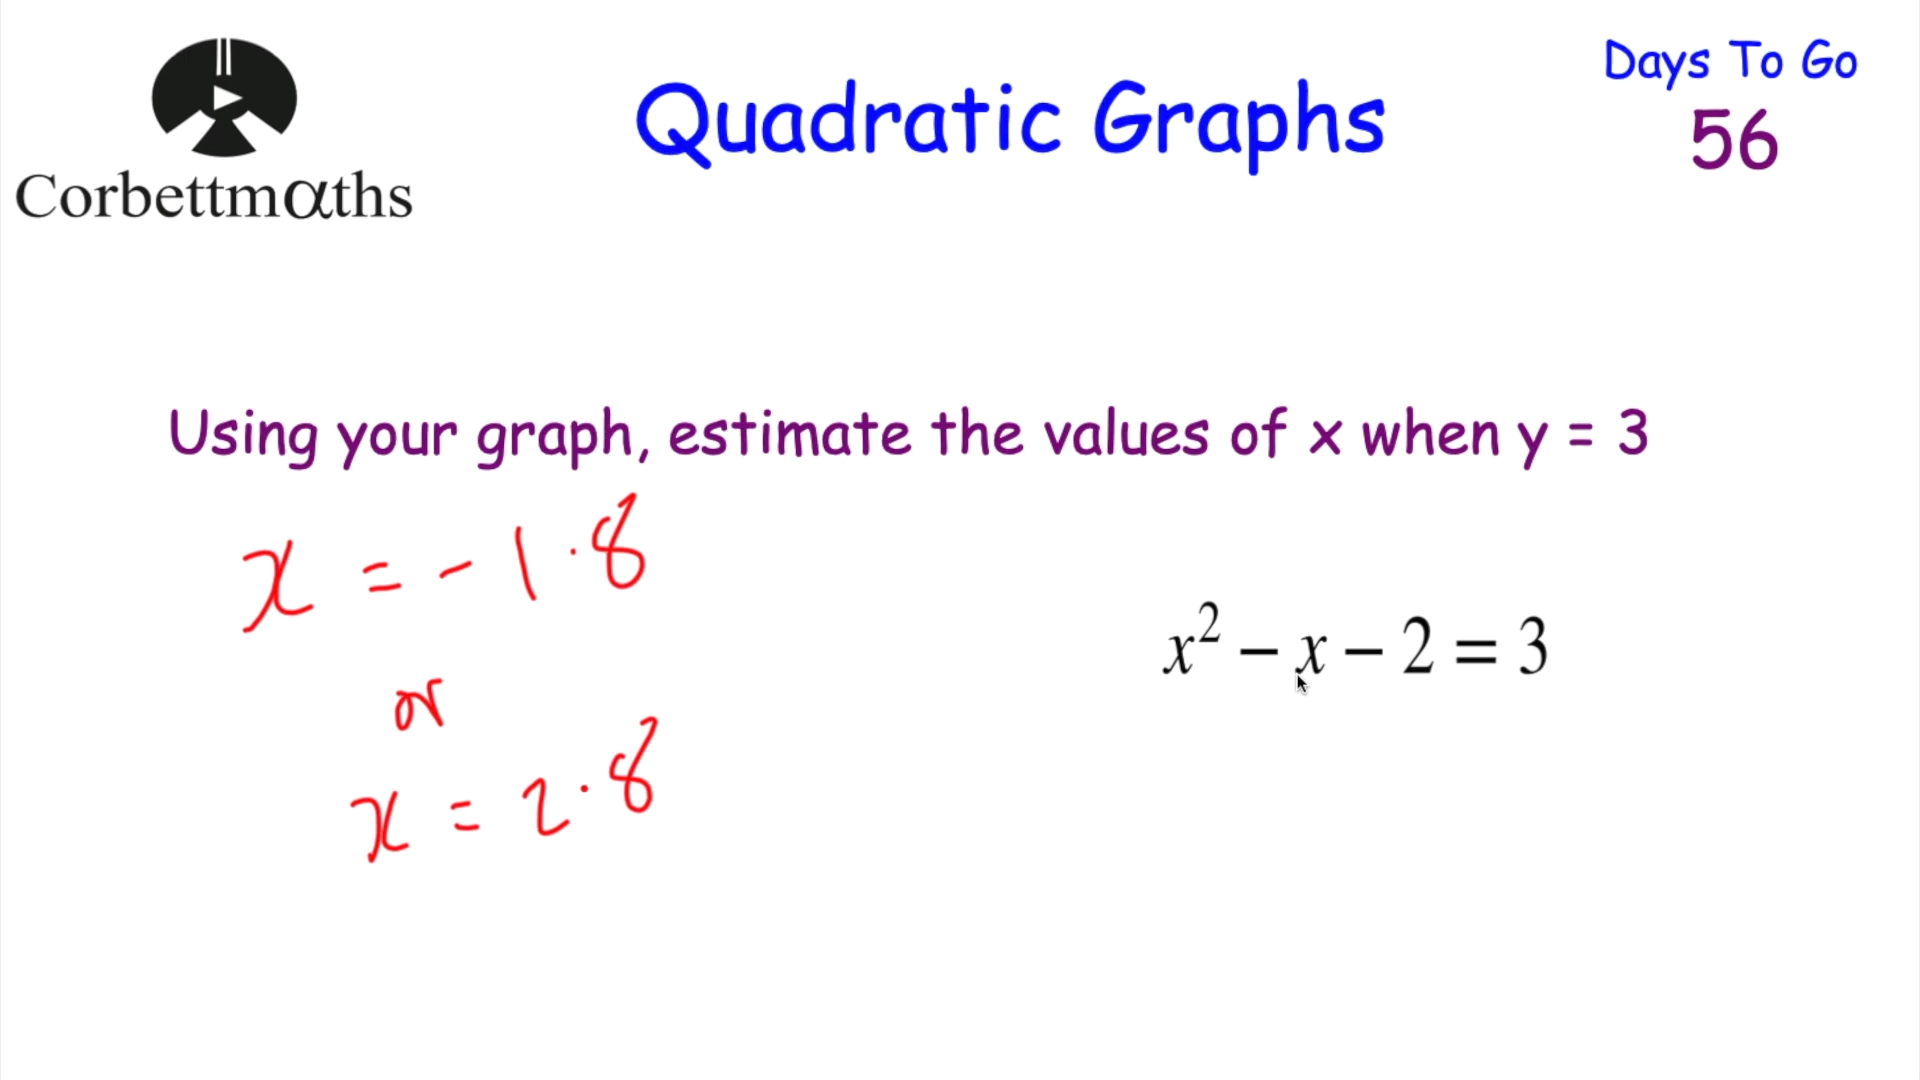 Corbettmαths
Quadratic Graphs
Days To Go
56
Using your graph, estimate the values of x when y = 3
x = -1.8
or
x = 2.8
x² − x − 2 = 3